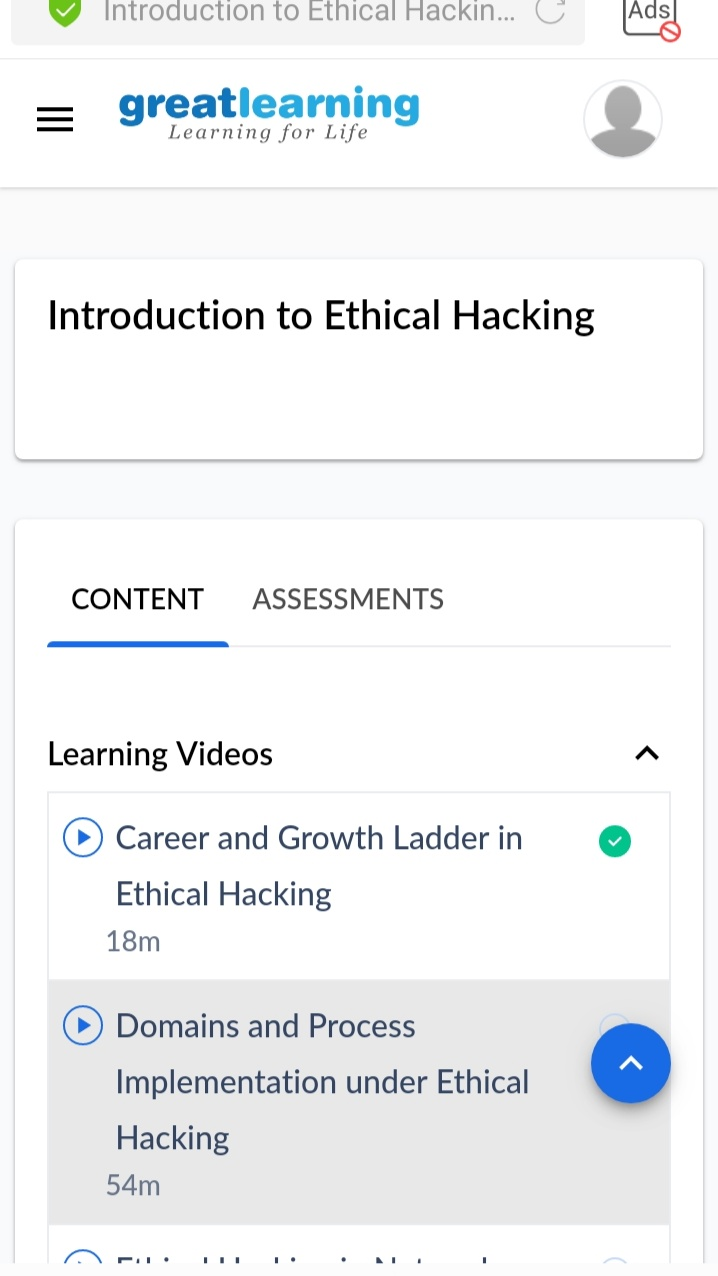 Introduction to Ethical Hackin...
Ads
greatlearning
Learning for Life
Introduction to Ethical Hacking
CONTENT ASSESSMENTS
Learning Videos
Career and Growth Ladder in
Ethical Hacking
18m
Domains and Process
Implementation under Ethical
Hacking
54m